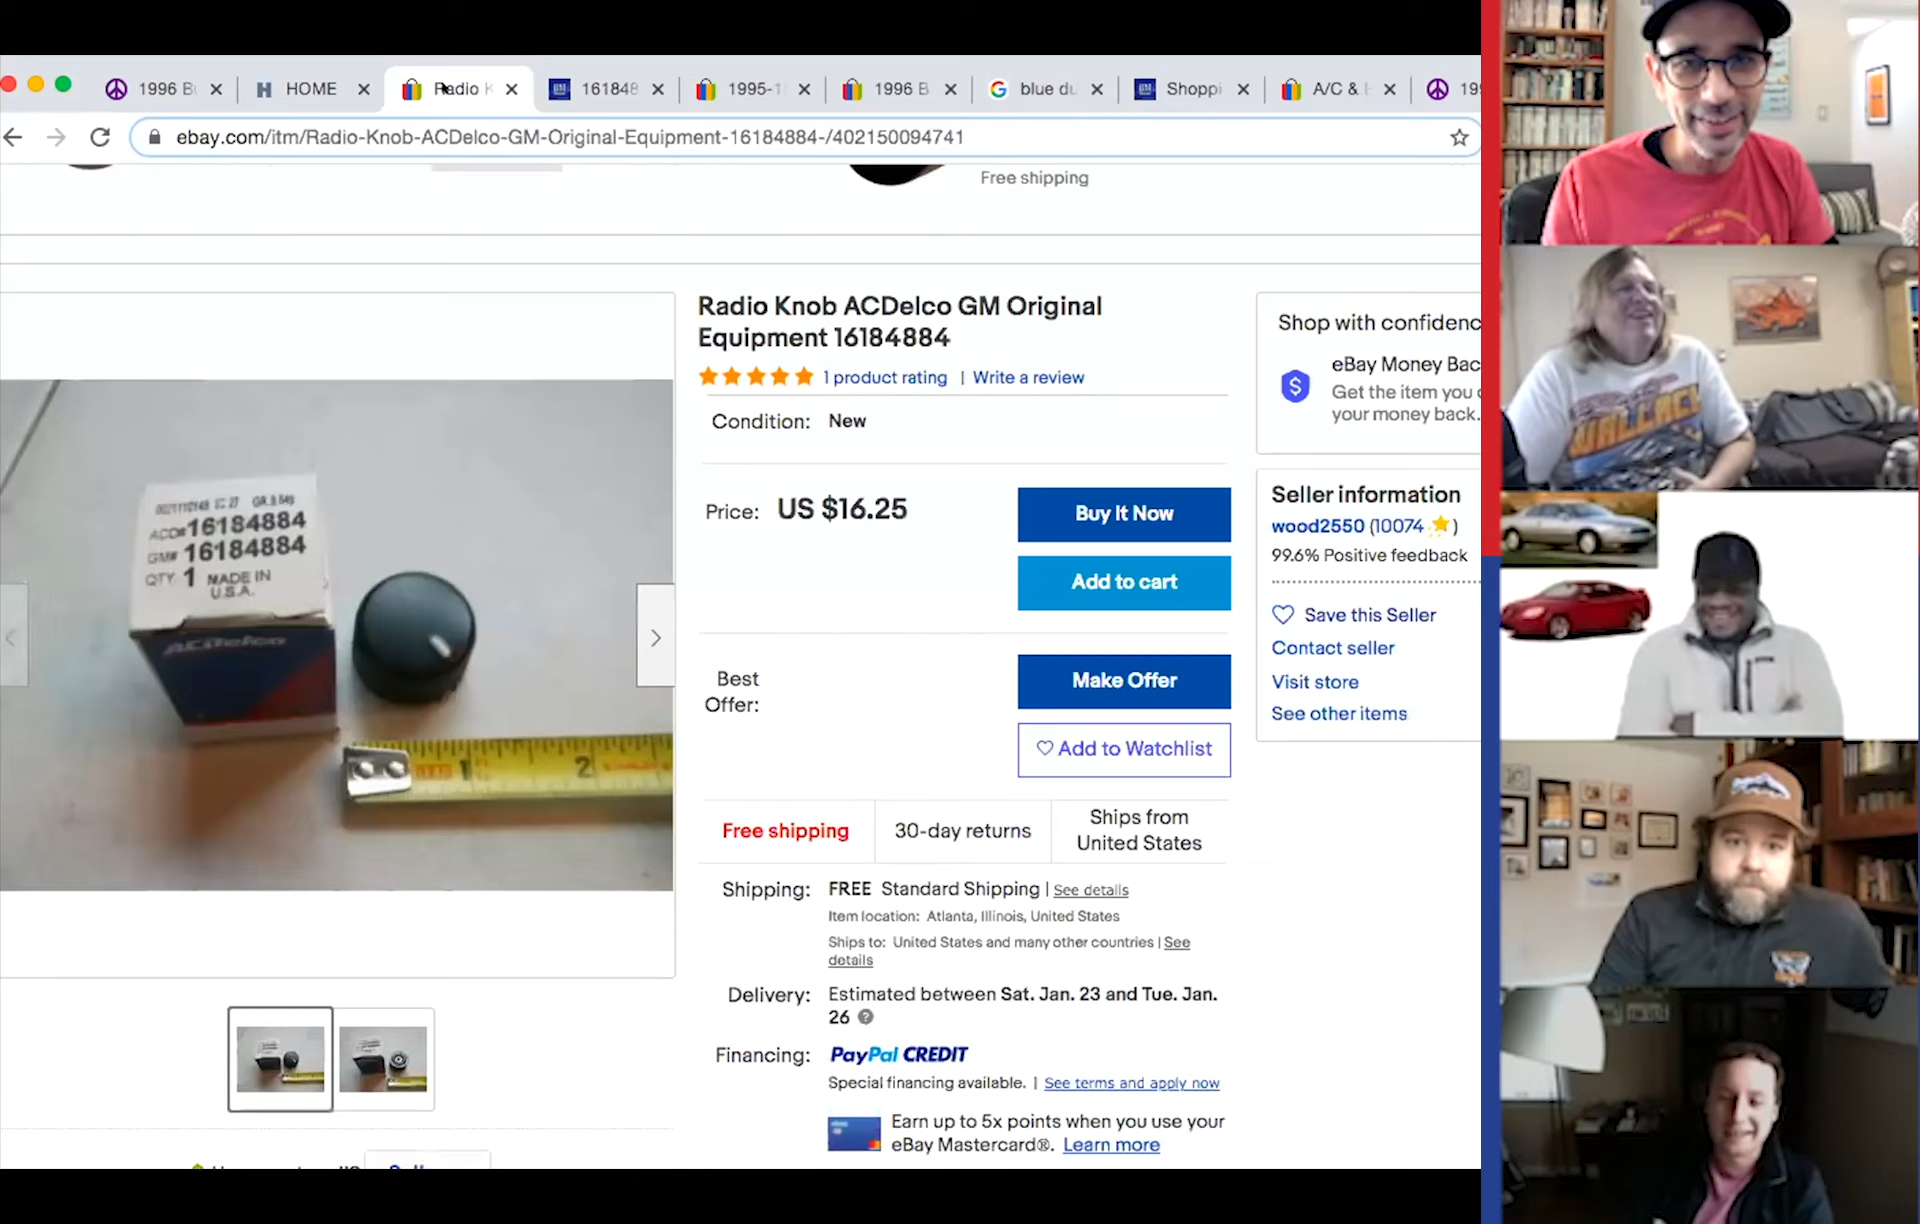 1996 B
HOME
Radio K
161848
1995-1
1996 B
blue du
Shoppi
A/C & H
199
ebay.com/itm/Radio-Knob-ACDelco-GM-Original-Equipment-16184884-/402150094741
Free shipping
Radio Knob ACDelco GM Original
Equipment 16184884
1 product rating | Write a review
Condition: New
Price: US $16.25
Buy It Now
Add to cart
Best
Offer:
Make Offer
Add to Watchlist
Free shipping
30-day returns
Ships from
United States
Shipping: FREE Standard Shipping | See details
Item location: Atlanta, Illinois, United States
Ships to: United States and many other countries | See
details
Delivery: Estimated between Sat. Jan. 23 and Tue. Jan.
26
Financing: PayPal CREDIT
Special financing available. | See terms and apply now
Earn up to 5x points when you use your
eBay Mastercard®. Learn more
Shop with confidenc
eBay Money Bac
Get the item you
your money back.
Seller information
wood2550 (10074)
99.6% Positive feedback
Save this Seller
Contact seller
Visit store
See other items
ACD# 16184884
GM# 16184884
QTY 1 MADE IN
U.S.A.
ACDelco
1
2
WALLACE